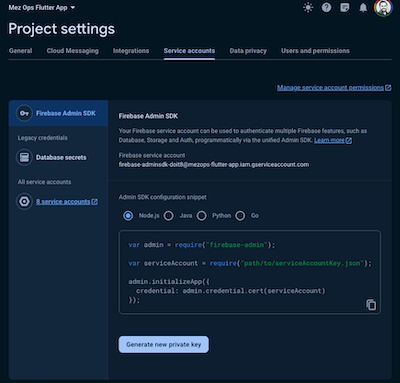 Mez Ops Flutter App
Project settings
General Cloud Messaging Integrations Service accounts Data privacy Users and permissions
Manage service account permissions
Firebase Admin SDK
Legacy credentials
Database secrets
All service accounts
8 service accounts
Firebase Admin SDK
Your Firebase service account can be used to authenticate multiple Firebase features, such as
Database, Storage and Auth, programmatically via the unified Admin SDK. Learn more
Firebase service account
firebase-adminsdk-doit8@mezopo-flutter-app.iam.gserviceaccount.com
Admin SDK configuration snippet
Node.js Java Python Go
var admin = require("firebase-admin");
var serviceAccount = require("path/to/serviceAccountKey.json");
admin.initializeApp({
credential: admin.credential.cert(serviceAccount)
});
Generate new private key